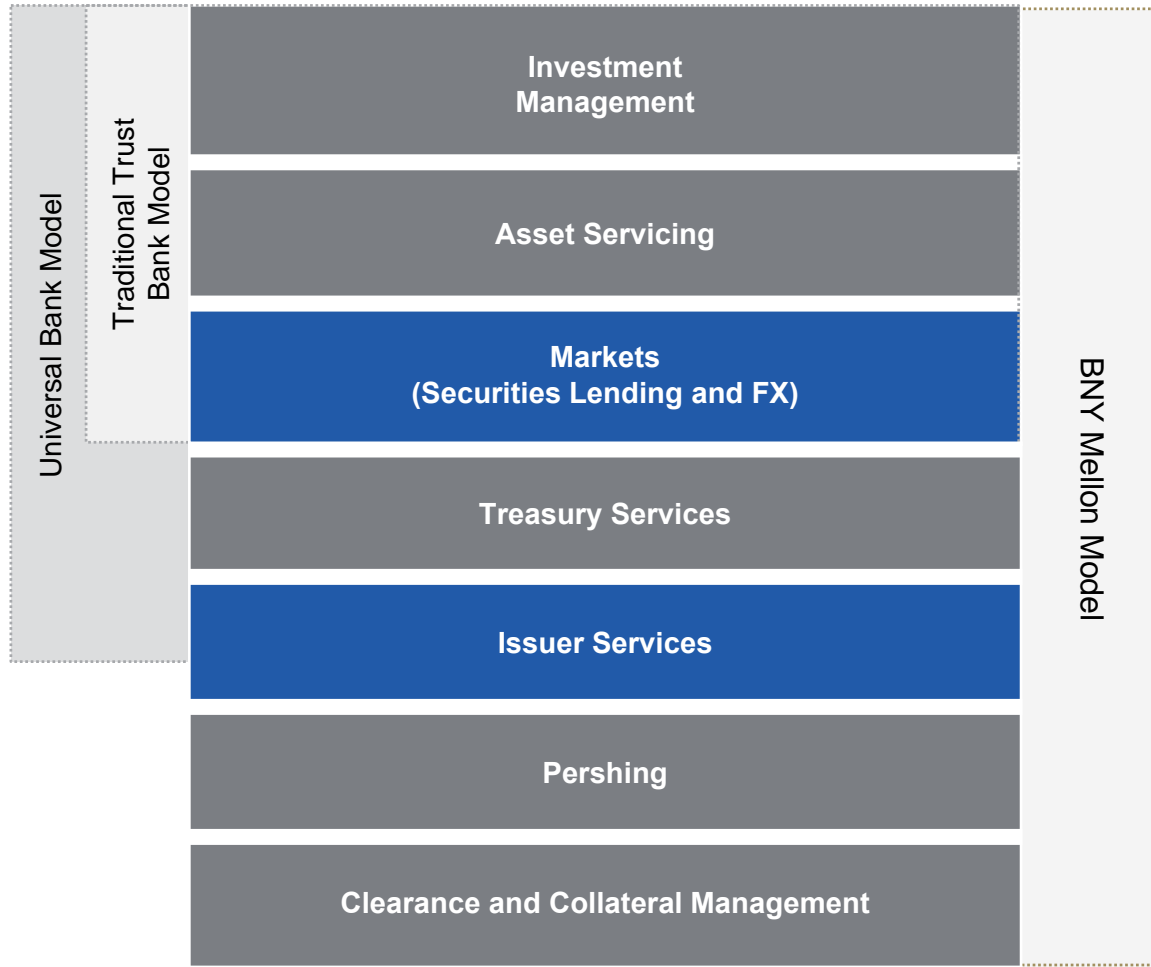 Universal Bank Model
Traditional Trust
Bank Model
Investment
Management
Asset Servicing
Markets
(Securities Lending and FX)
Treasury Services
Issuer Services
Pershing
Clearance and Collateral Management
BNY Mellon Model